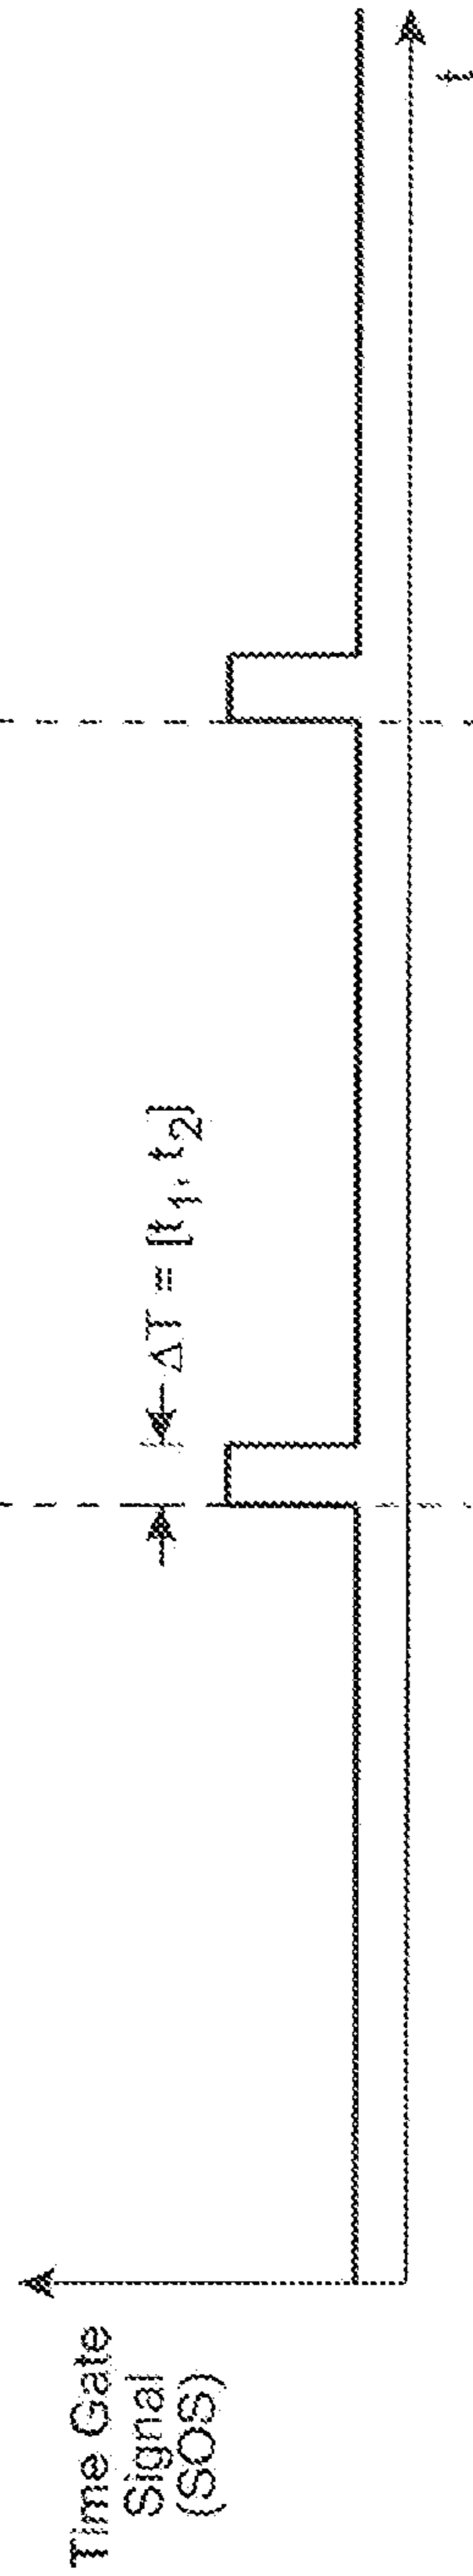 Time Gate
Signal
(SOS)
ΔT = [t1, t2]
t